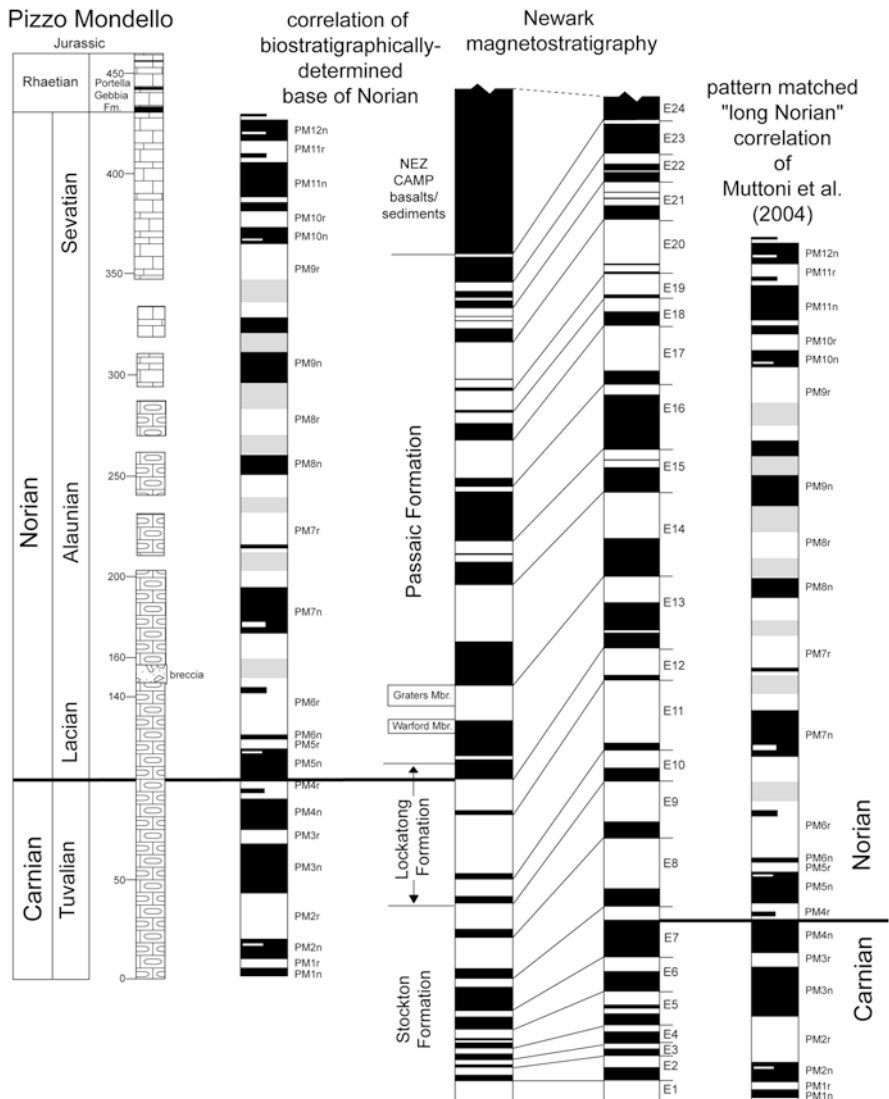 Pizzo Mondello
Jurassic
Rhaetian
450
Portella
Gebbia
Fm.
400
350
300
250
200
160
140
50
0
breccia
Norian
Carnian
Sevatian
Alaunian
Lacian
Tuvalian
correlation of
biostratigraphically-
determined
base of Norian
PM12n
PM11r
PM11n
PM10r
PM10n
PM9r
PM9n
PM8r
PM8n
PM7r
PM7n
PM6r
PM6n
PM5r
PM5n
PM4r
PM4n
PM3r
PM3n
PM2r
PM2n
PM1r
PM1n
Newark
magnetostratigraphy
NEZ
CAMP
basalts/
sediments
Passaic Formation
Graters Mbr.
Warford Mbr.
Lockatong
Formation
Stockton
Formation
E24
E23
E22
E21
E20
E19
E18
E17
E16
E15
E14
E13
E12
E11
E10
E9
E8
E7
E6
E5
E4
E3
E2
E1
pattern matched
"long Norian"
correlation
of
Muttoni et al.
(2004)
PM12n
PM11r
PM11n
PM10r
PM10n
PM9r
PM9n
PM8r
PM8n
PM7r
PM7n
PM6r
PM6n
PM5r
PM5n
PM4r
PM4n
PM3r
PM3n
PM2r
PM2n
PM1r
PM1n
Norian
Carnian